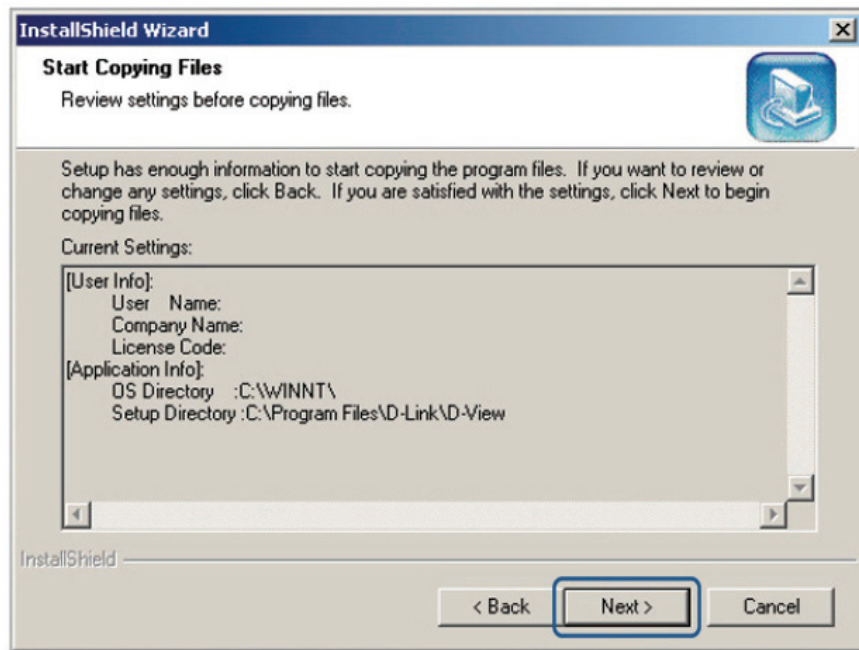 InstallShield Wizard
Start Copying Files
Review settings before copying files.
Setup has enough information to start copying the program files. If you want to review or
change any settings, click Back. If you are satisfied with the settings, click Next to begin
copying files.
Current Settings:
[User Info]:
User Name:
Company Name:
License Code:
[Application Info]:
OS Directory :C:\WINNT\
Setup Directory :C:\Program Files\D-Link\D-View
InstallShield
< Back Next > Cancel